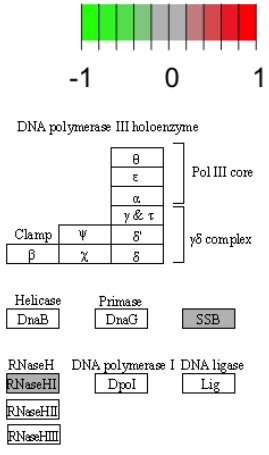 -1 0 1
DNA polymerase III holoenzyme
θ
ε
Pol III core
α
γ & τ
Clamp ψ δ'
γδ complex
β χ δ
Helicase Primase
DnaB DnaG SSB
RNaseH DNA polymerase I DNA ligase
RNaseHI DpoI Lig
RNaseHII
RNaseHIII